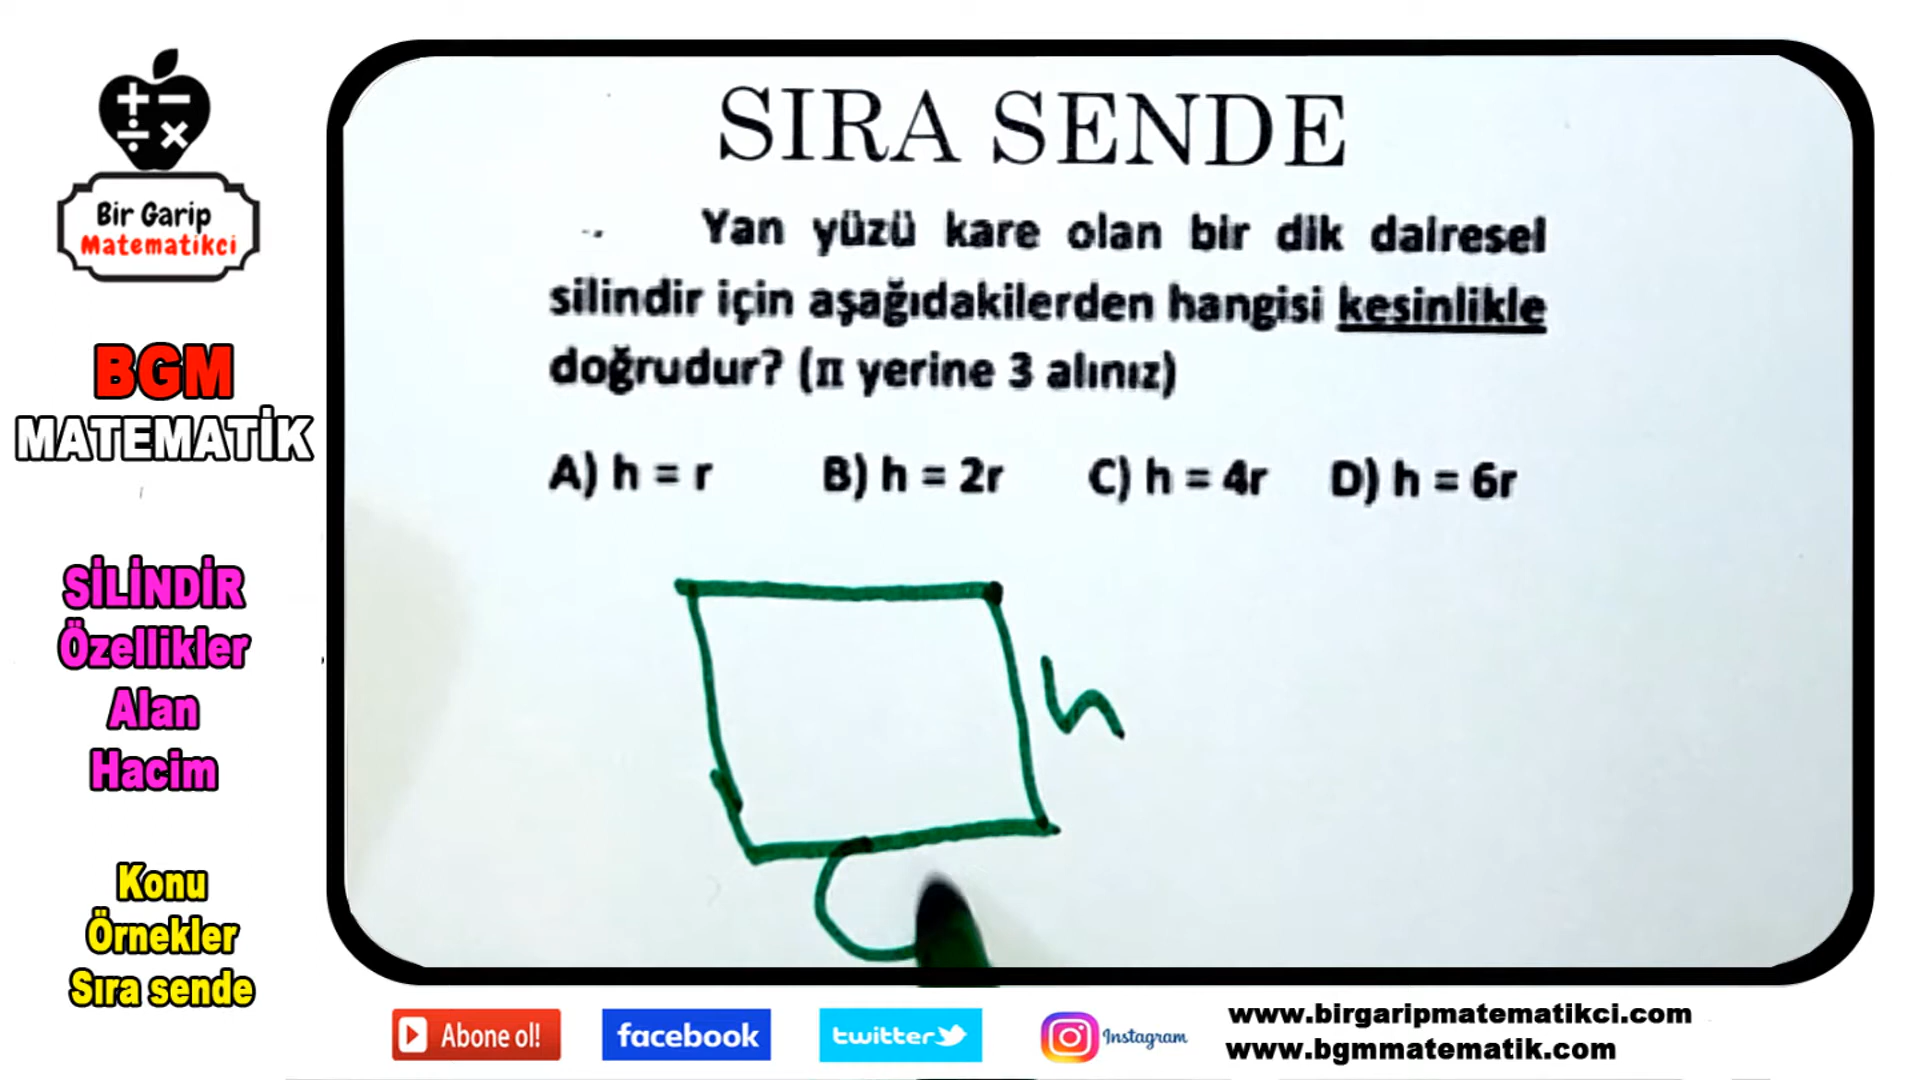 SIRA SENDE
Yan yüzü kare olan bir dik dairesel
silindir için aşağıdakilerden hangisi kesinlikle
doğrudur? (π yerine 3 alınız)
A) h = r B) h = 2r C) h = 4r D) h = 6r
h
Bir Garip
Matematikci
BGM
MATEMATİK
SİLİNDİR
Özellikler
Alan
Hacim
Konu
Örnekler
Sıra sende
Abone ol!
facebook
twitter
Instagram
www.birgaripmatematikci.com
www.bgmmatematik.com